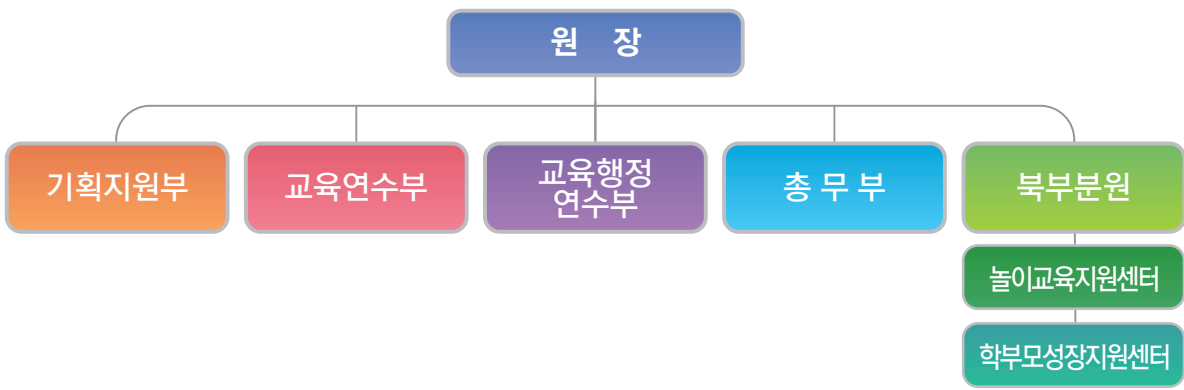 원 장
기획지원부
교육연수부
교육행정
연수부
총 무 부
북부분원
놀이교육지원센터
학부모성장지원센터